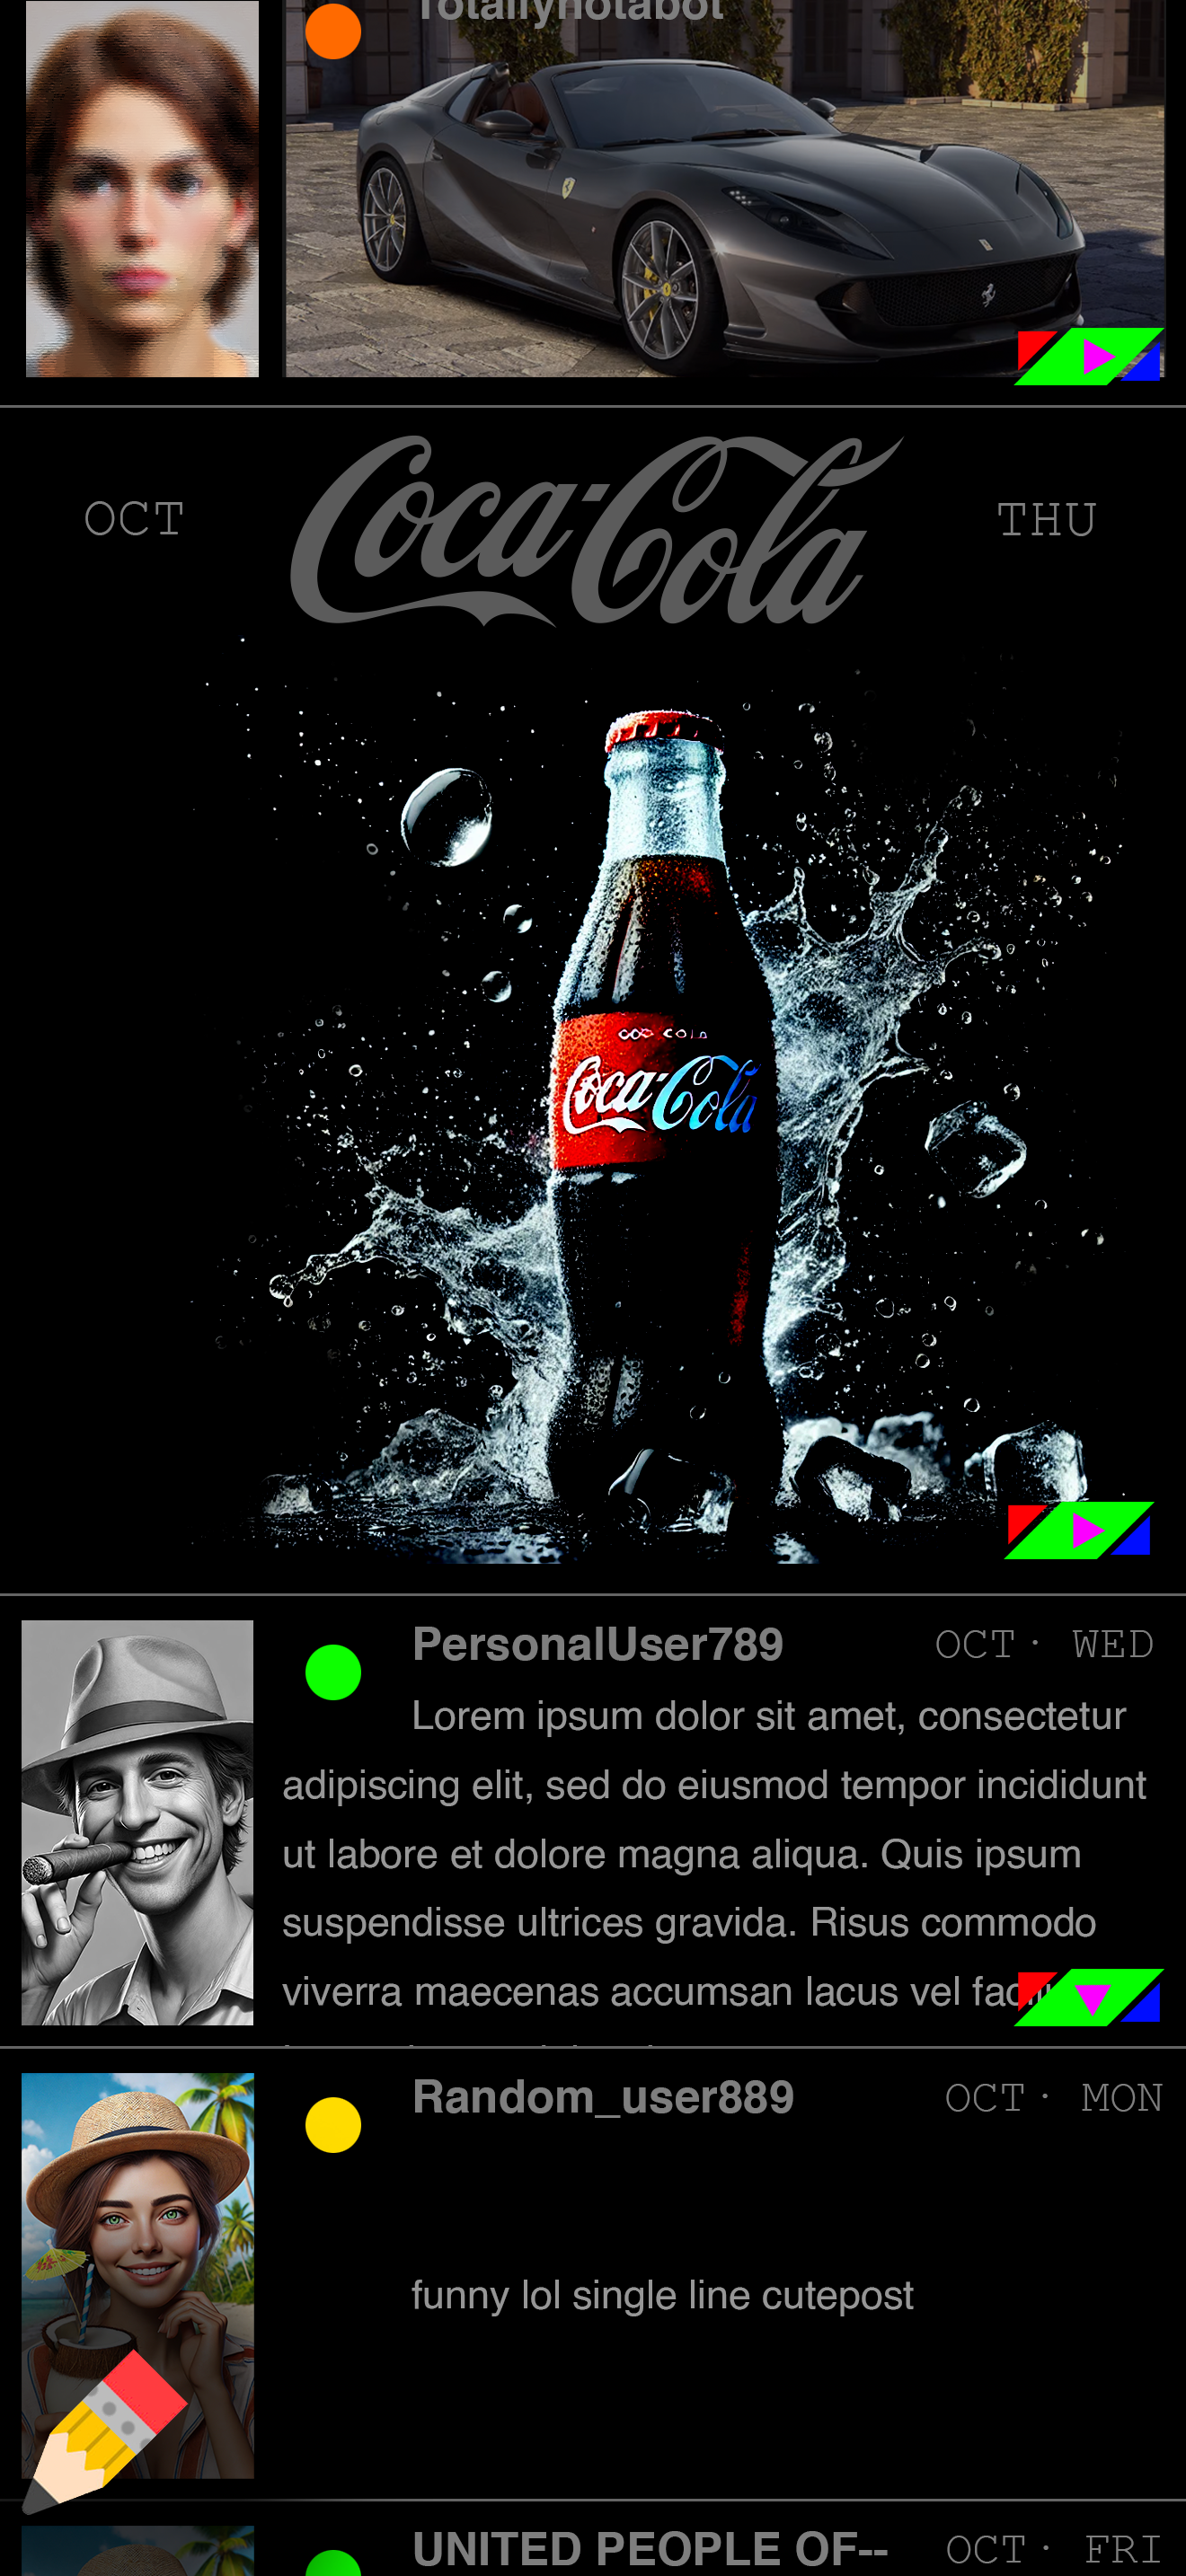 Totallynotabot
OCT
Coca-Cola
THU
Coca-Cola
PersonalUser789
OCT· WED
Lorem ipsum dolor sit amet, consectetur
adipiscing elit, sed do eiusmod tempor incididunt
ut labore et dolore magna aliqua. Quis ipsum
suspendisse ultrices gravida. Risus commodo
viverra maecenas accumsan lacus vel
Random_user889
OCT· MON
funny lol single line cutepost
UNITED PEOPLE OF--
OCT· FRI